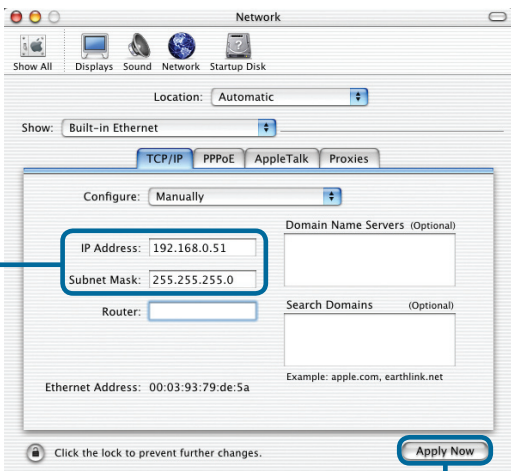 Network
Show All Displays Sound Network Startup Disk
Location: Automatic
Show: Built-in Ethernet
TCP/IP PPPoE AppleTalk Proxies
Configure: Manually
Domain Name Servers (Optional)
IP Address: 192.168.0.51
Subnet Mask: 255.255.255.0
Router:
Search Domains (Optional)
Example: apple.com, earthlink.net
Ethernet Address: 00:03:93:79:de:5a
Click the lock to prevent further changes.
Apply Now